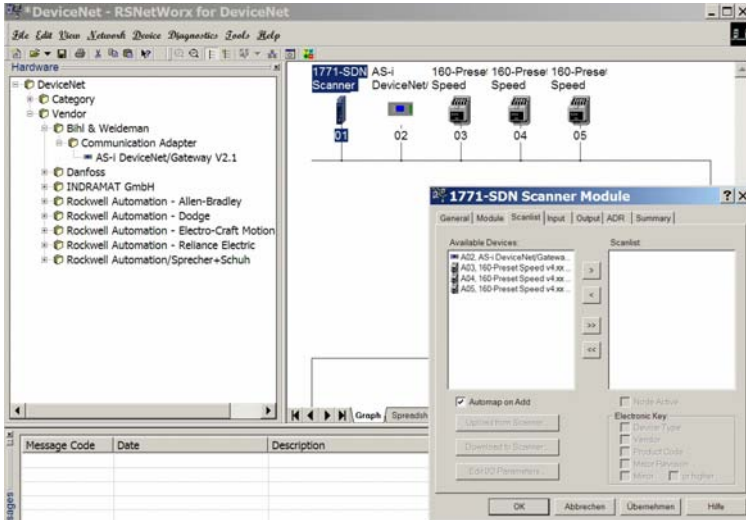 *DeviceNet - RSNetWorx for DeviceNet
File Edit View Network Device Diagnostics Tools Help
Hardware
DeviceNet
Category
Vendor
Bihl & Weideman
Communication Adapter
AS-i DeviceNet/Gateway V2.1
Danfoss
INDRAMAT GmbH
Rockwell Automation - Allen-Bradley
Rockwell Automation - Dodge
Rockwell Automation - Electro-Craft Motion
Rockwell Automation - Reliance Electric
Rockwell Automation/Sprecher+Schuh
1771-SDN AS-i 160-Prese 160-Prese 160-Prese
Scanner DeviceNet/ Speed Speed Speed
01 02 03 04 05
Graph Spreadsh
1771-SDN Scanner Module
General Module Scanlist Input Output ADR Summary
Available Devices: Scanlist
A02, AS-i DeviceNet/Gatewa...
A03, 160-Preset Speed v4.xx ...
A04, 160-Preset Speed v4.xx ...
A05, 160-Preset Speed v4.xx ...
>
<
>>
<<
Automap on Add Node Active
Upload from Scanner... Electronic Key:
Device Type
Vendor
Download to Scanner... Product Code
Major Revision
Edit I/O Parameters... Minor or higher
OK Abbrechen Übernehmen Hilfe
Message Code Date Description
sages